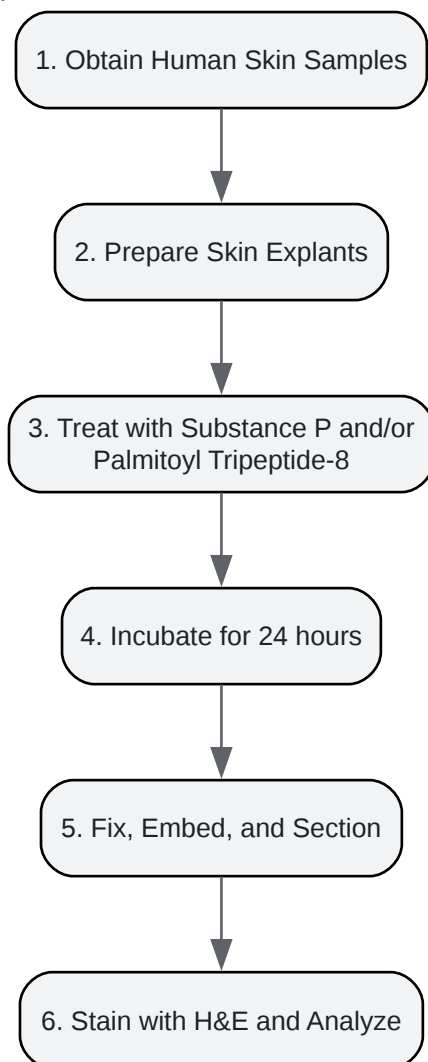 1. Obtain Human Skin Samples
2. Prepare Skin Explants
3. Treat with Substance P and/or
Palmitoyl Tripeptide-8
4. Incubate for 24 hours
5. Fix, Embed, and Section
6. Stain with H&E and Analyze